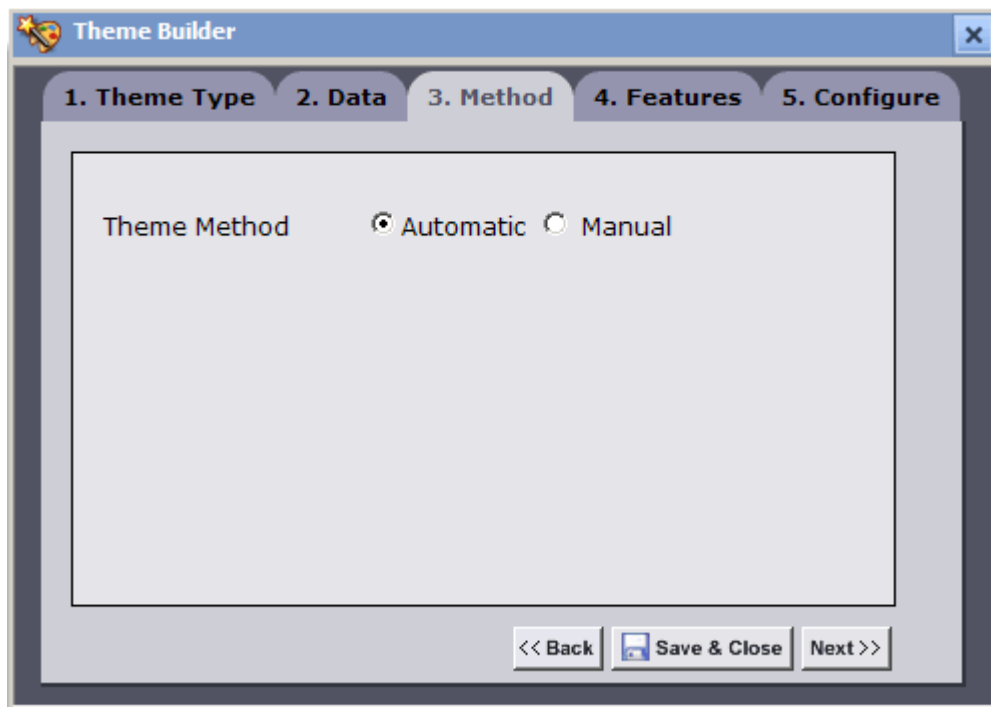 Theme Builder
1. Theme Type 2. Data 3. Method 4. Features 5. Configure
Theme Method Automatic Manual
<< Back Save & Close Next >>